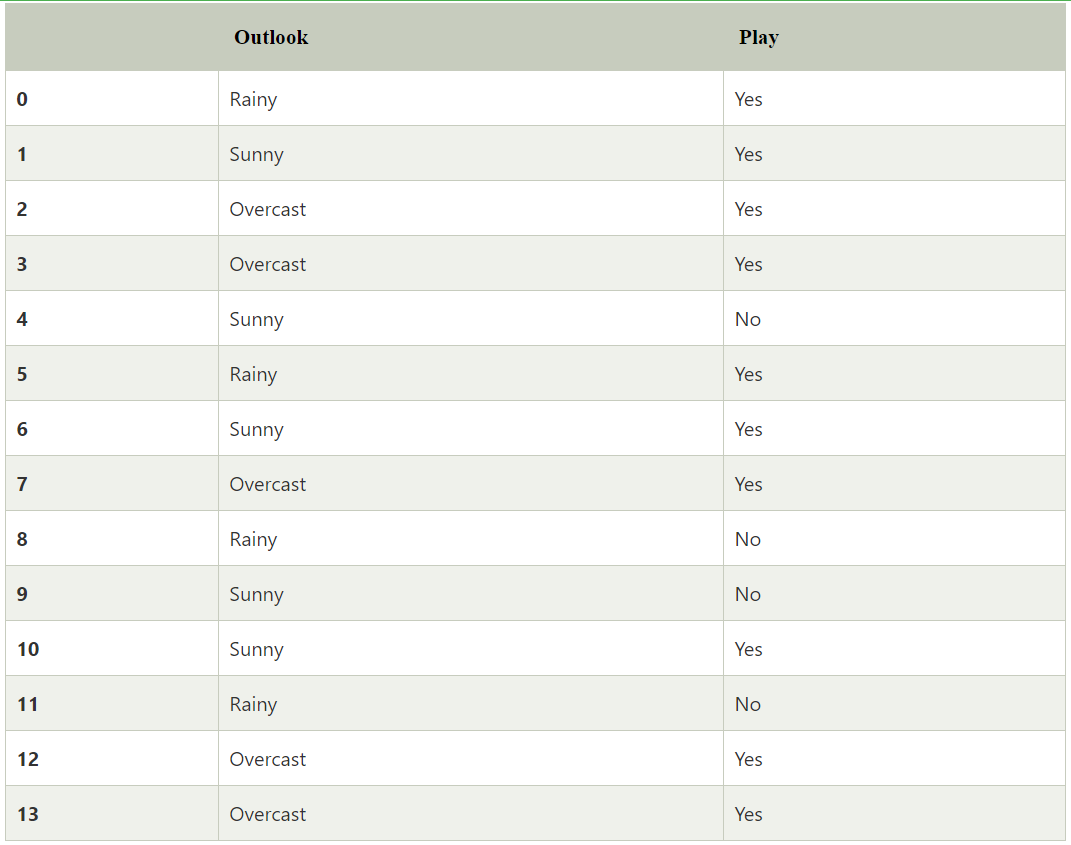 Outlook Play
0 Rainy Yes
1 Sunny Yes
2 Overcast Yes
3 Overcast Yes
4 Sunny No
5 Rainy Yes
6 Sunny Yes
7 Overcast Yes
8 Rainy No
9 Sunny No
10 Sunny Yes
11 Rainy No
12 Overcast Yes
13 Overcast Yes